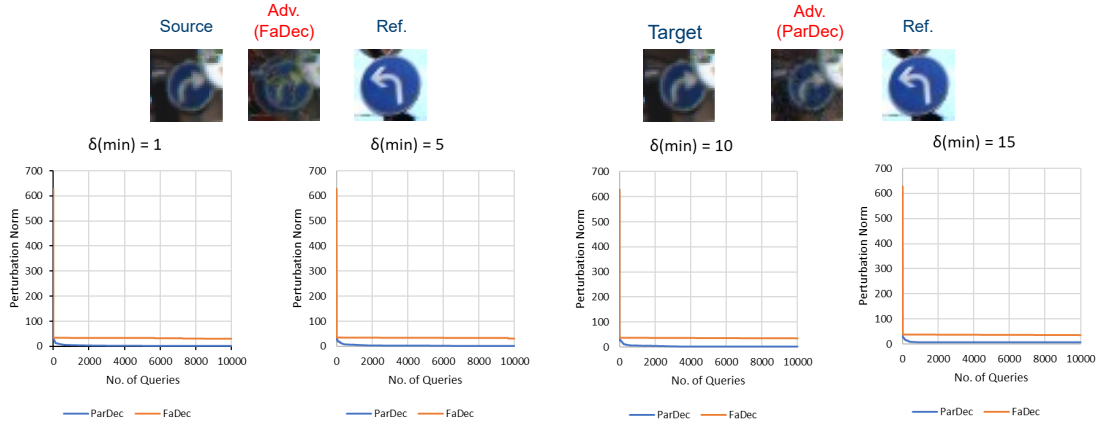 Source
Adv.
(FaDec)
Ref.
Target
Adv.
(ParDec)
Ref.
δ(min) = 1
Perturbation Norm
700
600
500
400
300
200
100
0
0 2000 4000 6000 8000 10000
No. of Queries
ParDec FaDec
δ(min) = 5
Perturbation Norm
700
600
500
400
300
200
100
0
0 2000 4000 6000 8000 10000
No. of Queries
ParDec FaDec
δ(min) = 10
Perturbation Norm
700
600
500
400
300
200
100
0
0 2000 4000 6000 8000 10000
No. of Queries
ParDec FaDec
δ(min) = 15
Perturbation Norm
700
600
500
400
300
200
100
0
0 2000 4000 6000 8000 10000
No. of Queries
ParDec FaDec